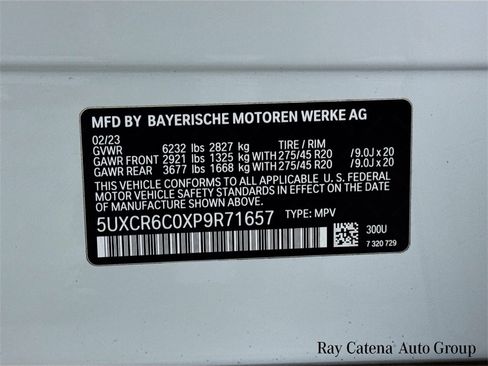 MFD BY BAYERISCHE MOTOREN WERKE AG
02/23
GVWR 6232 lbs 2827 kg TIRE / RIM
GAWR FRONT 2921 lbs 1325 kg WITH 275/45 R20 /9.0J x 20
GAWR REAR 3677 lbs 1668 kg WITH 275/45 R20 /9.0J x 20
THIS VEHICLE CONFORMS TO ALL APPLICABLE U.S. FEDERAL
MOTOR VEHICLE SAFETY STANDARDS IN EFFECT ON
THE DATE OF MANUFACTURE SHOWN ABOVE.
5UXCR6C0XP9R71657 TYPE: MPV
300U
7 320 729
Ray Catena Auto Group